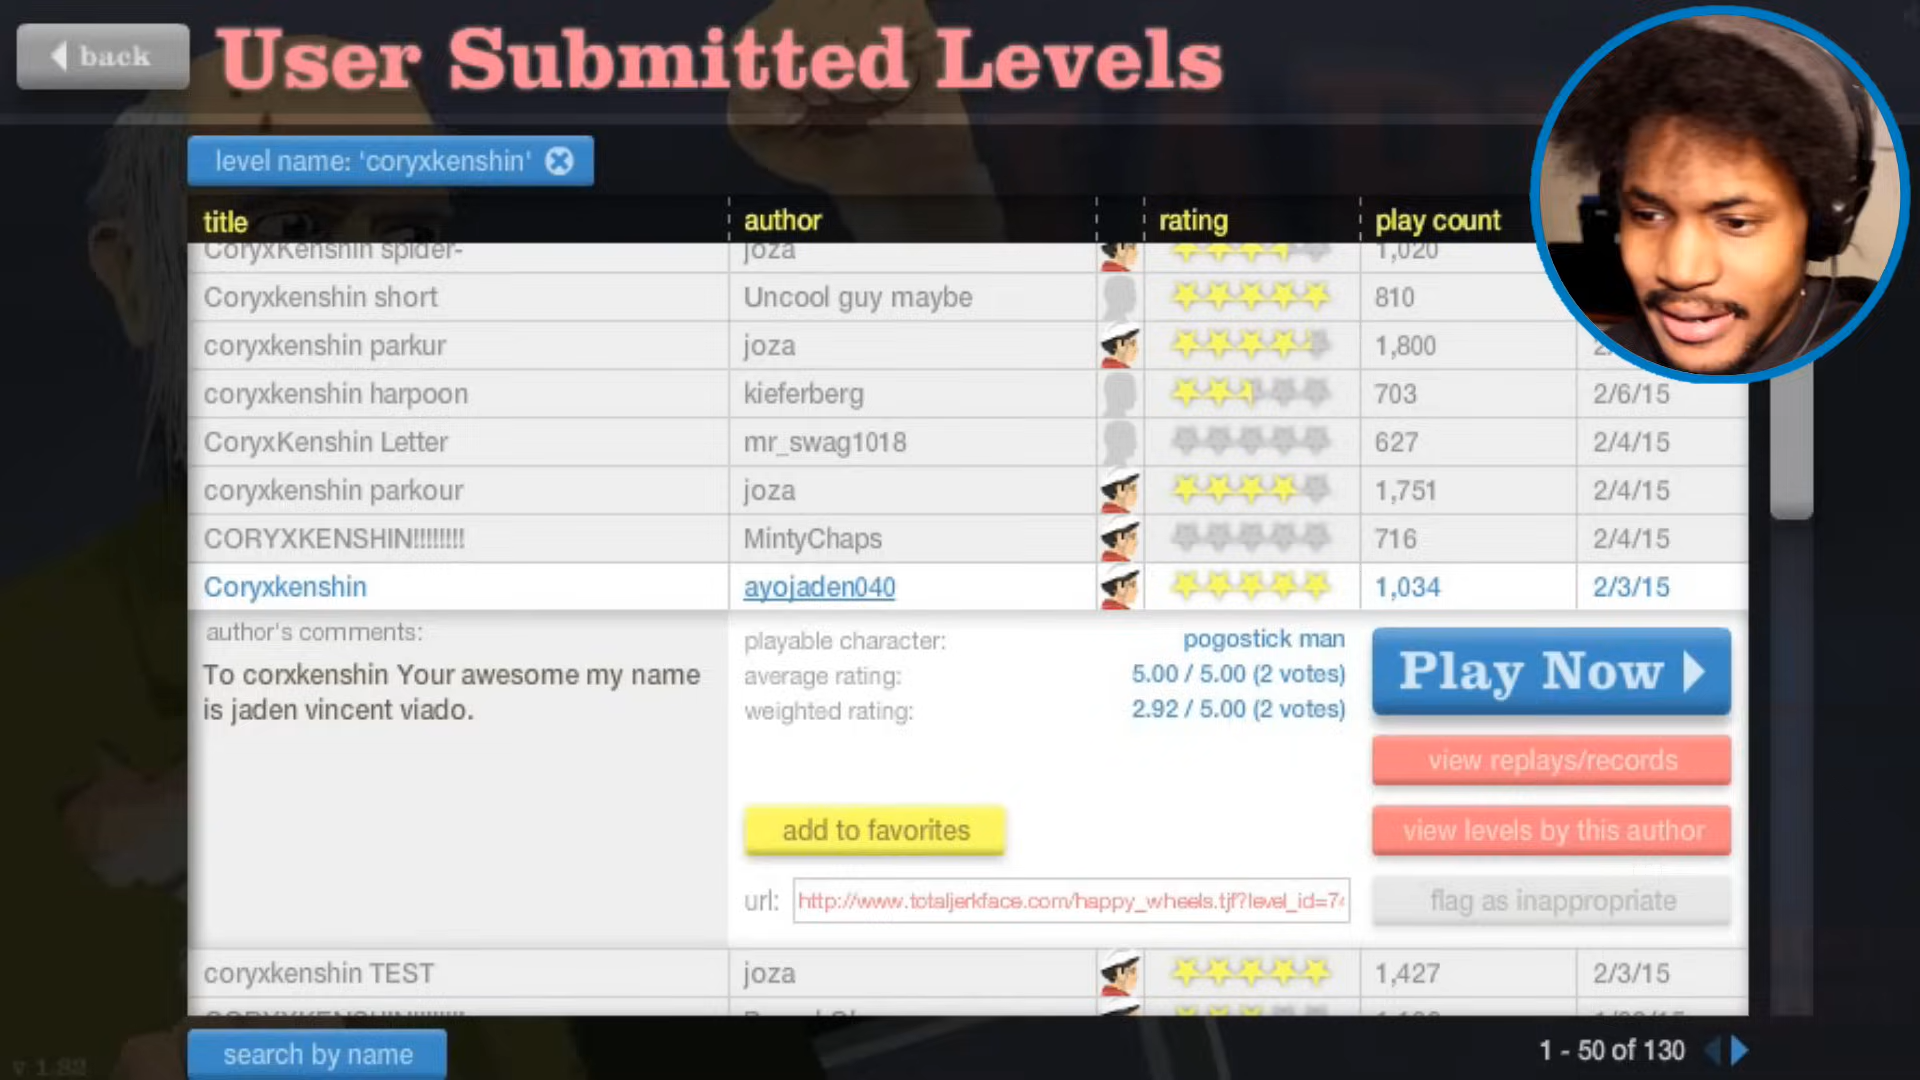 back
User Submitted Levels
level name: 'coryxkenshin'
title author rating play count
CoryxKenshin spider- joza 1,020
Coryxkenshin short Uncool guy maybe 810
coryxkenshin parkur joza 1,800
coryxkenshin harpoon kieferberg 703 2/6/15
CoryxKenshin Letter mr_swag1018 627 2/4/15
coryxkenshin parkour joza 1,751 2/4/15
CORYXKENSHIN!!!!!!!! MintyChaps 716 2/4/15
Coryxkenshin ayojaden040 1,034 2/3/15
author's comments:
To corxkenshin Your awesome my name
is jaden vincent viado.
playable character: pogostick man
average rating: 5.00 / 5.00 (2 votes)
weighted rating: 2.92 / 5.00 (2 votes)
Play Now
view replays/records
add to favorites
view levels by this author
url: http://www.totaljerkface.com/happy_wheels.tjf?level_id=7
flag as inappropriate
coryxkenshin TEST joza 1,427 2/3/15
search by name
1 - 50 of 130